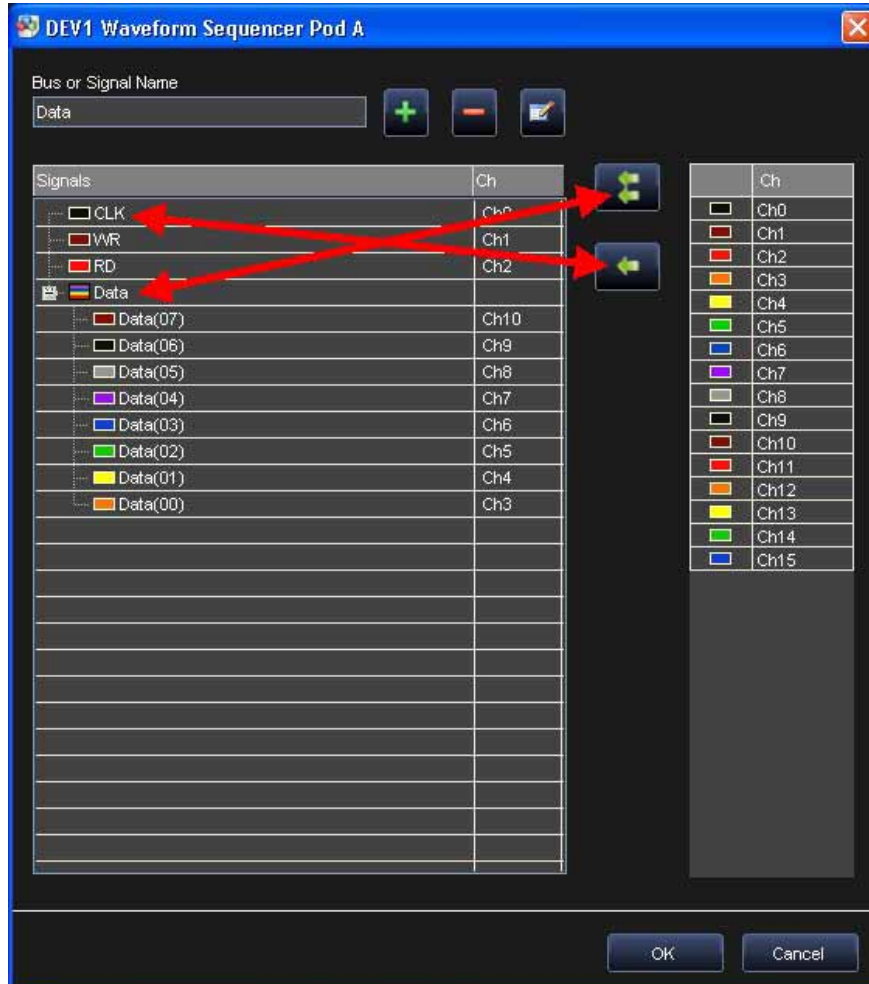 DEV1 Waveform Sequencer Pod A
Bus or Signal Name
Data
Signals Ch
CLK Ch0
WR Ch1
RD Ch2
Data
Data(07) Ch10
Data(06) Ch9
Data(05) Ch8
Data(04) Ch7
Data(03) Ch6
Data(02) Ch5
Data(01) Ch4
Data(00) Ch3
Ch
Ch0
Ch1
Ch2
Ch3
Ch4
Ch5
Ch6
Ch7
Ch8
Ch9
Ch10
Ch11
Ch12
Ch13
Ch14
Ch15
OK Cancel